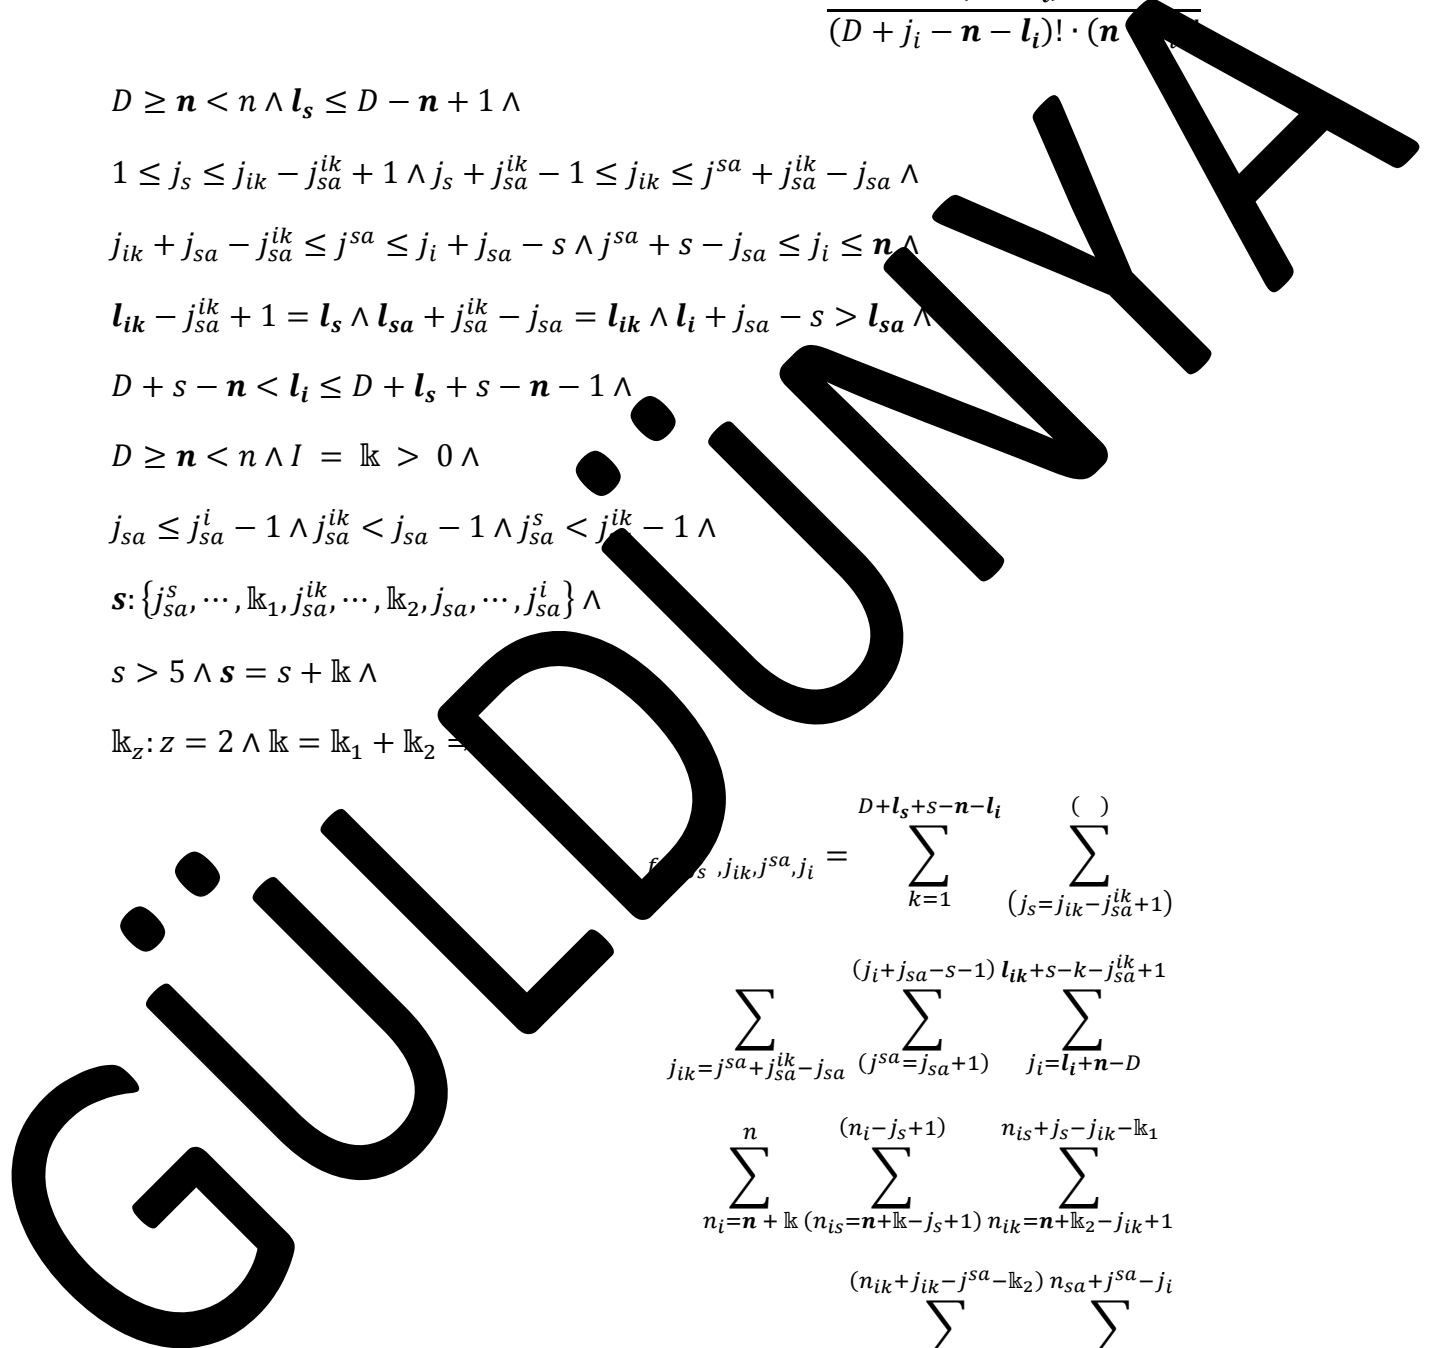 (D + j_i − n − l_i)! · (n
D ≥ n < n ∧ l_s ≤ D − n + 1 ∧
1 ≤ j_s ≤ j_ik − j_sa^ik + 1 ∧ j_s + j_sa^ik − 1 ≤ j_ik ≤ j^sa + j_sa^ik − j_sa ∧
j_ik + j_sa − j_sa^ik ≤ j^sa ≤ j_i + j_sa − s ∧ j^sa + s − j_sa ≤ j_i ≤ n ∧
l_ik − j_sa^ik + 1 = l_s ∧ l_sa + j_sa^ik − j_sa = l_ik ∧ l_i + j_sa − s > l_sa ∧
D + s − n < l_i ≤ D + l_s + s − n − 1 ∧
D ≥ n < n ∧ I = 𝕜 > 0 ∧
j_sa ≤ j_sa^i − 1 ∧ j_sa^ik < j_sa − 1 ∧ j_sa^s < j_sa^ik − 1 ∧
s: {j_sa^s, ⋯ , 𝕜_1, j_sa^ik, ⋯ , 𝕜_2, j_sa, ⋯ , j_sa^i} ∧
s > 5 ∧ s = s + 𝕜 ∧
𝕜_z: z = 2 ∧ 𝕜 = 𝕜_1 + 𝕜_2 ⇒
D+l_s+s−n−l_i ( )
s ,j_ik,j^sa,j_i = ∑ ∑
k=1 (j_s=j_ik−j_sa^ik+1)
(j_i+j_sa−s−1) l_ik+s−k−j_sa^ik+1
∑ ∑ ∑
j_ik=j^sa+j_sa^ik−j_sa (j^sa=j_sa+1) j_i=l_i+n−D
n (n_i−j_s+1) n_is+j_s−j_ik−𝕜_1
∑ ∑ ∑
n_i=n + 𝕜 (n_is=n+𝕜−j_s+1) n_ik=n+𝕜_2−j_ik+1
(n_ik+j_ik−j^sa−𝕜_2) n_sa+j^sa−j_i
∑ ∑
GÜLDÜNYA